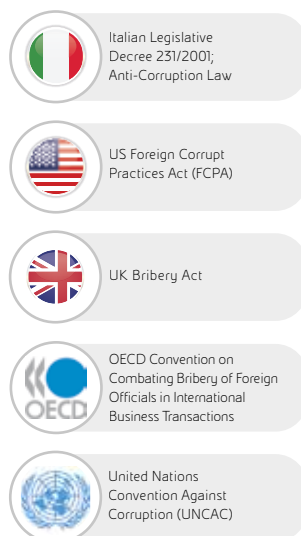 Italian Legislative
Decree 231/2001;
Anti-Corruption Law
US Foreign Corrupt
Practices Act (FCPA)
UK Bribery Act
OECD Convention on
Combating Bribery of Foreign
Officials in International
Business Transactions
OECD
United Nations
Convention Against
Corruption (UNCAC)